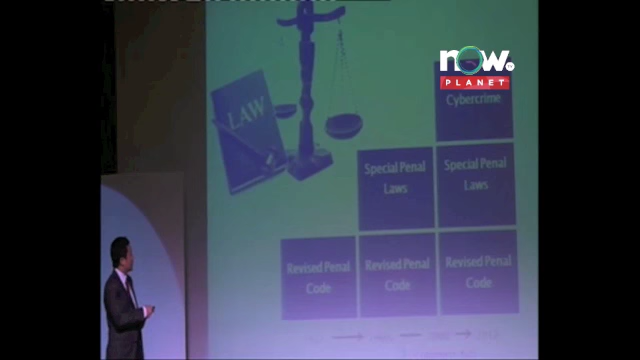 now.
PLANET
LAW
Cybercrime
Special Penal
Laws
Special Penal
Laws
Revised Penal
Code
Revised Penal
Code
Revised Penal
Code